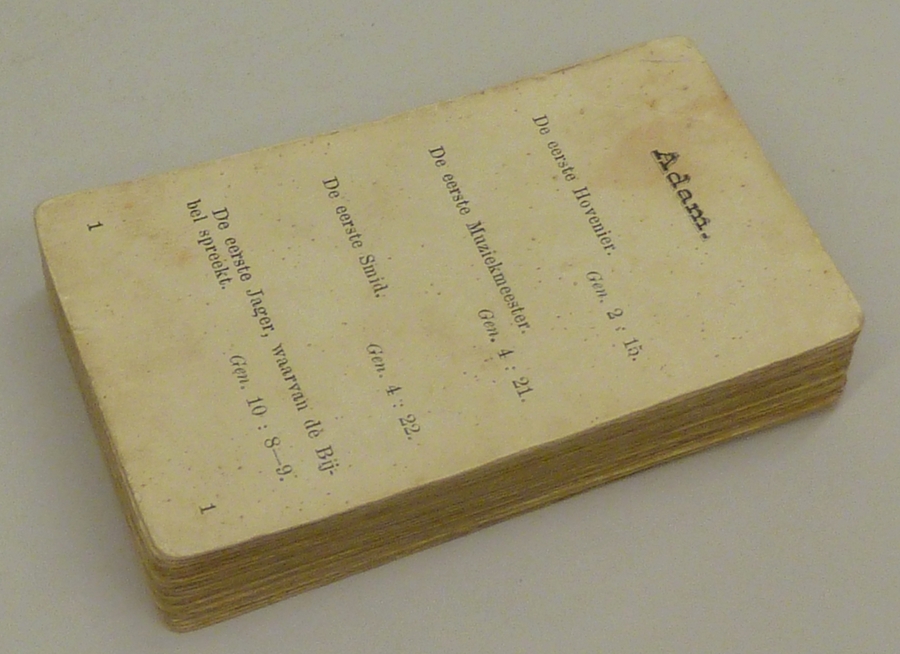 Adam.
De eerste Hovenier.
Gen. 2 : 15.
De eerste Muziekmeester.
Gen. 4 : 21.
De eerste Smid.
Gen. 4 : 22.
De eerste Jager, waarvan de Bij-
bel spreekt.
Gen. 10 : 8—9.
1
1